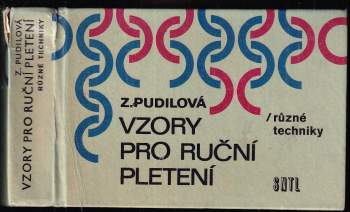 Z. PUDILOVÁ
VZORY PRO RUČNÍ PLETENÍ
RŮZNÉ TECHNIKY
Z.PUDILOVÁ
VZORY
PRO RUČNÍ
PLETENÍ
/různé
techniky
SNTL